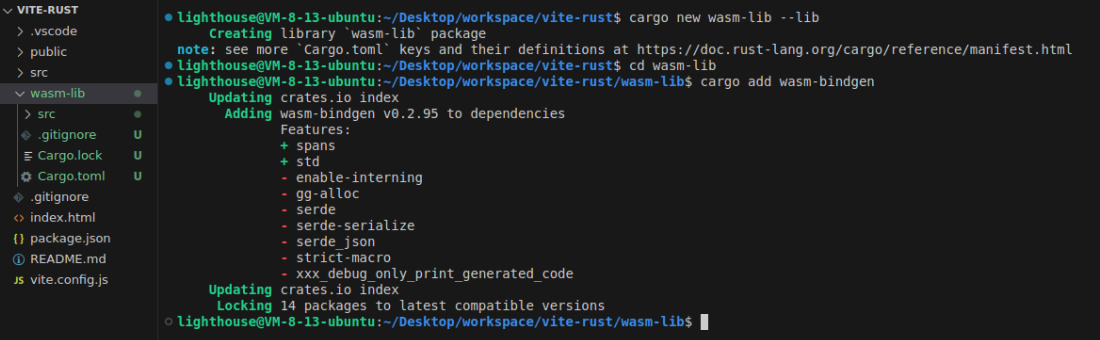 VITE-RUST
.vscode
public
src
wasm-lib
src
.gitignore U
Cargo.lock U
Cargo.toml U
.gitignore
index.html
package.json
README.md
JS vite.config.js
lighthouse@VM-8-13-ubuntu:~/Desktop/workspace/vite-rust$ cargo new wasm-lib --lib
Creating library `wasm-lib` package
note: see more `Cargo.toml` keys and their definitions at https://doc.rust-lang.org/cargo/reference/manifest.html
lighthouse@VM-8-13-ubuntu:~/Desktop/workspace/vite-rust$ cd wasm-lib
lighthouse@VM-8-13-ubuntu:~/Desktop/workspace/vite-rust/wasm-lib$ cargo add wasm-bindgen
Updating crates.io index
Adding wasm-bindgen v0.2.95 to dependencies
Features:
+ spans
+ std
- enable-interning
- gg-alloc
- serde
- serde-serialize
- serde_json
- strict-macro
- xxx_debug_only_print_generated_code
Updating crates.io index
Locking 14 packages to latest compatible versions
lighthouse@VM-8-13-ubuntu:~/Desktop/workspace/vite-rust/wasm-lib$